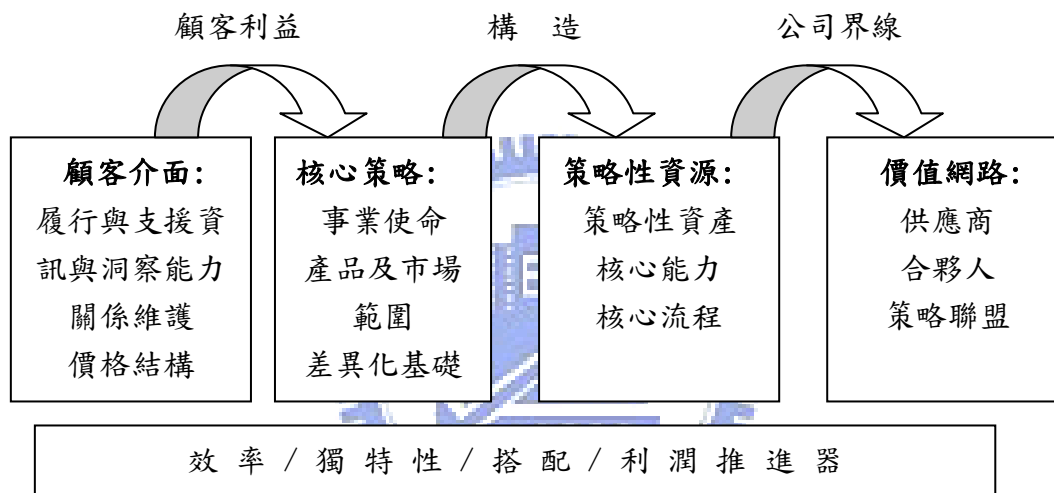 顧客利益
構 造
公司界線
顧客介面:
履行與支援資
訊與洞察能力
關係維護
價格結構
核心策略:
事業使命
產品及市場
範圍
差異化基礎
策略性資源:
策略性資產
核心能力
核心流程
價值網路:
供應商
合夥人
策略聯盟
效 率 / 獨 特 性 / 搭 配 / 利 潤 推 進 器